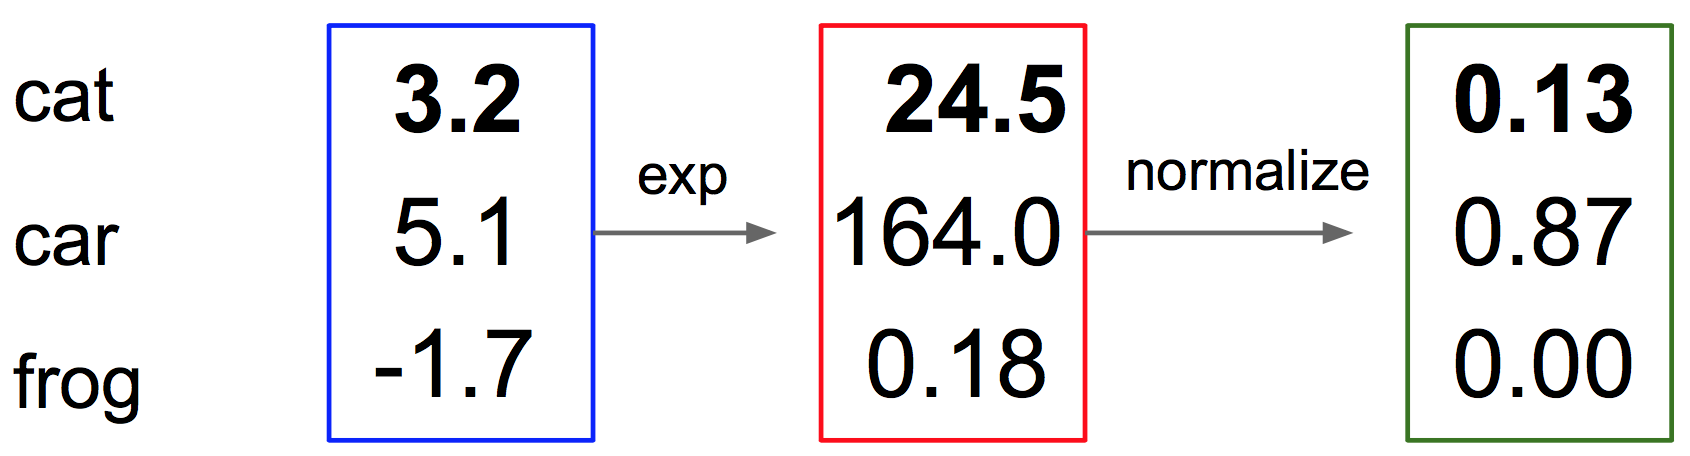 cat 3.2 24.5 0.13
exp normalize
car 5.1 164.0 0.87
frog -1.7 0.18 0.00